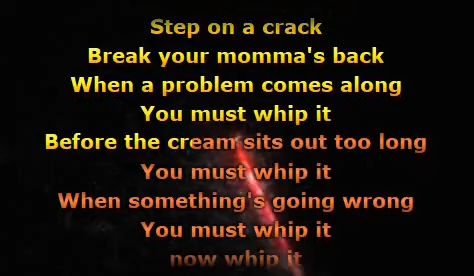 Step on a crack
Break your momma's back
When a problem comes along
You must whip it
Before the cream sits out too long
You must whip it
When something's going wrong
You must whip it
now whip it